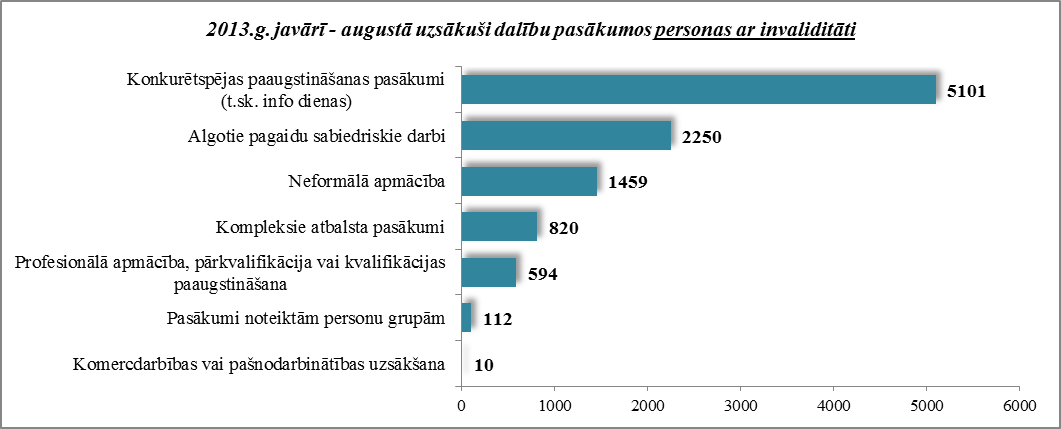 2013.g. javārī - augustā uzsākuši dalību pasākumos personas ar invaliditāti
Konkurētspējas paaugstināšanas pasākumi
(t.sk. info dienas)
5101
Algotie pagaidu sabiedriskie darbi
2250
Neformālā apmācība
1459
Kompleksie atbalsta pasākumi
820
Profesionālā apmācība, pārkvalifikācija vai kvalifikācijas
paaugstināšana
594
Pasākumi noteiktām personu grupām
112
Komercdarbības vai pašnodarbinātības uzsākšana
10
0 1000 2000 3000 4000 5000 6000